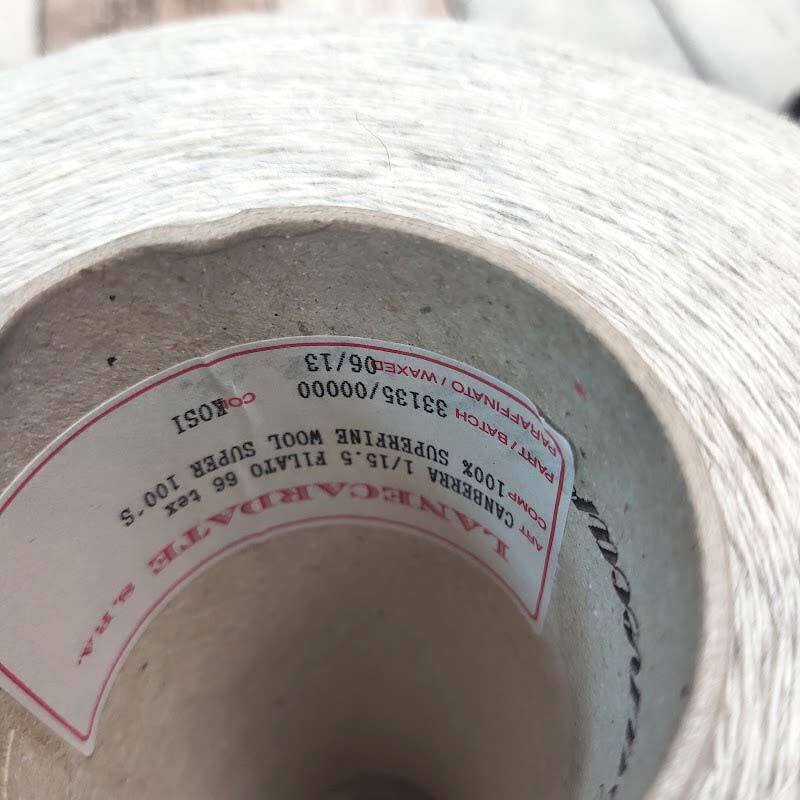 LANECARDATE S.P.A.
ART CANBERRA 1/15.5 FILATO 66 tex
COMP 100% SUPERFINE WOOL SUPER 100'S
PART / BATCH 33135/00000 COL KOSI
PARAFFINATO / WAXED 06/13